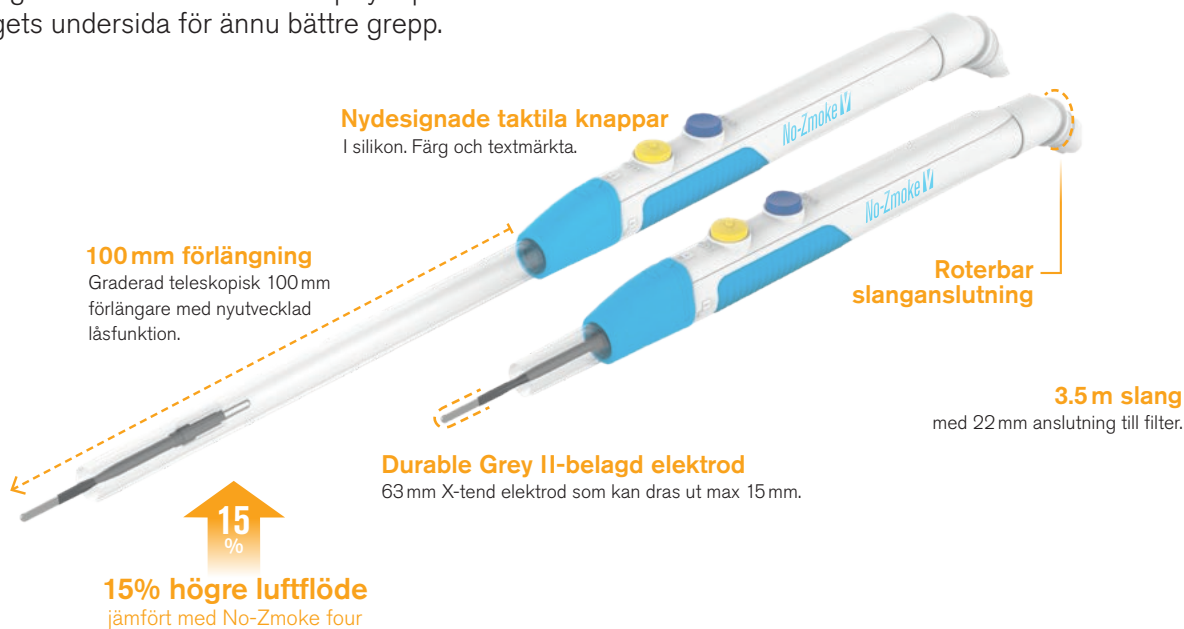 gets undersida för ännu bättre grepp.
Nydesignade taktila knappar
I silikon. Färg och textmärkta.
No-Zmoke V
No-Zmoke V
100 mm förlängning
Graderad teleskopisk 100 mm
förlängare med nyutvecklad
låsfunktion.
Roterbar
slanganslutning
3.5 m slang
med 22 mm anslutning till filter.
Durable Grey II-belagd elektrod
63 mm X-tend elektrod som kan dras ut max 15 mm.
15
%
15% högre luftflöde
jämfört med No-Zmoke four